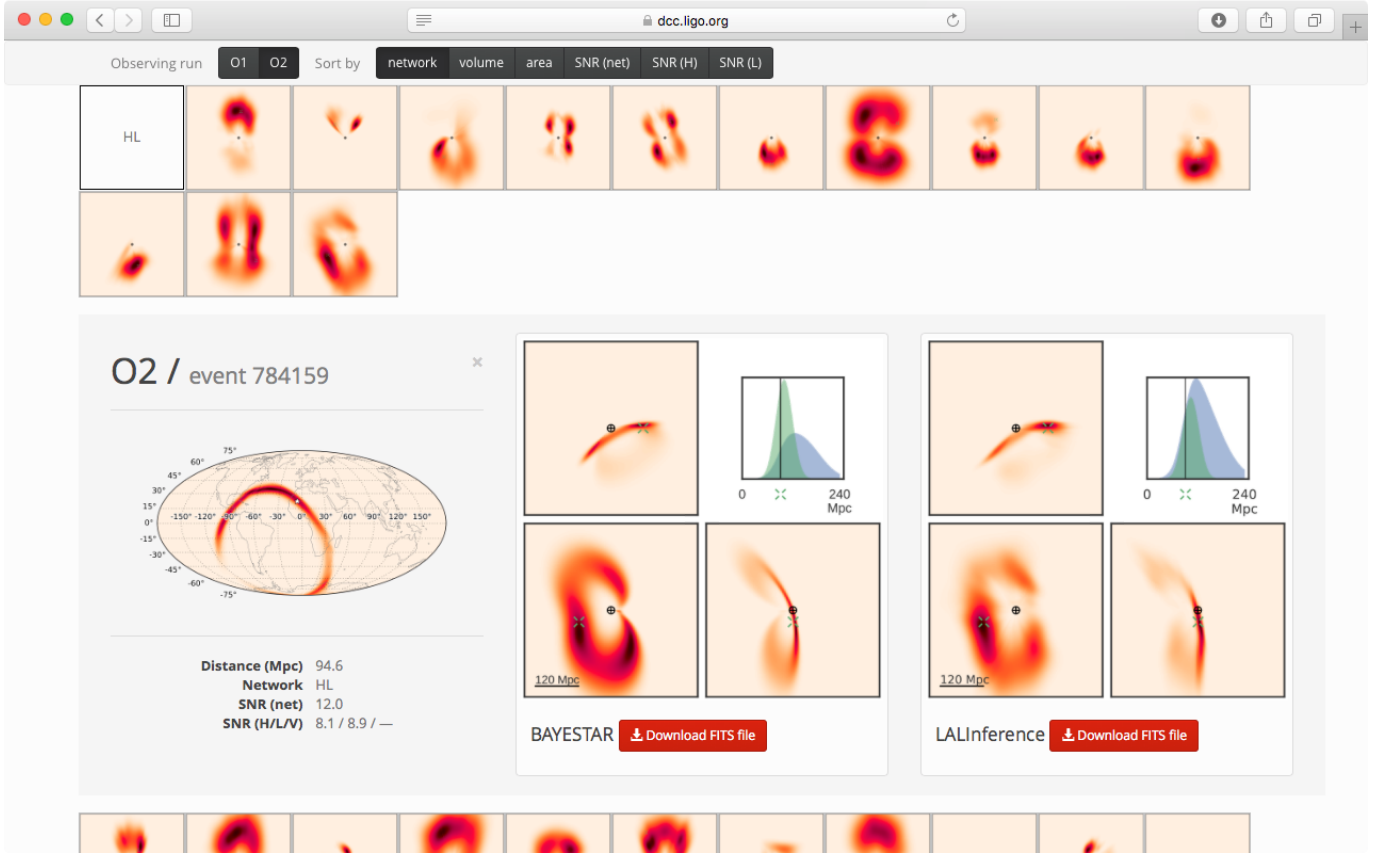 dcc.ligo.org
Observing run O1 O2 Sort by network volume area SNR (net) SNR (H) SNR (L)
HL
O2 / event 784159 ×
75°
60°
45°
30°
15°
0°
-15°
-30°
-45°
-60°
-75°
-150° -120° -90° -60° -30° 0° 30° 60° 90° 120° 150°
Distance (Mpc) 94.6
Network HL
SNR (net) 12.0
SNR (H/L/V) 8.1 / 8.9 / —
0 240
Mpc
120 Mpc
BAYESTAR Download FITS file
0 240
Mpc
120 Mpc
LALInference Download FITS file